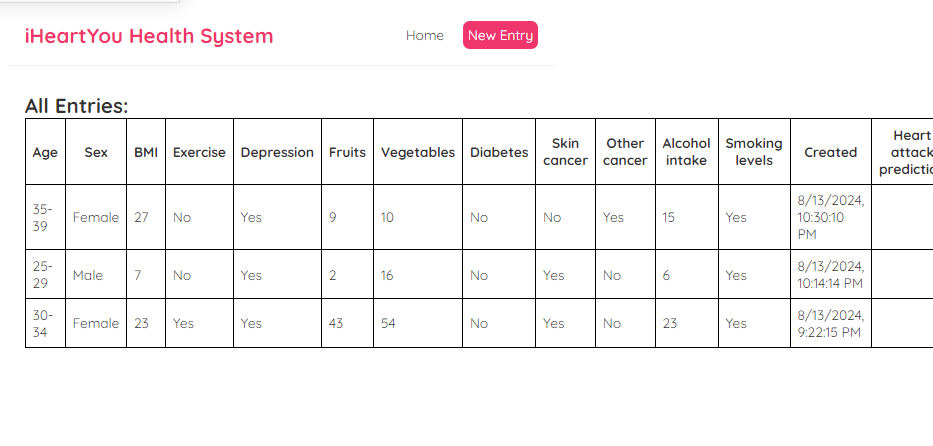 iHeartYou Health System Home New Entry
All Entries:
Age Sex BMI Exercise Depression Fruits Vegetables Diabetes Skin cancer Other cancer Alcohol intake Smoking levels Created Heart attack
35-39 Female 27 No Yes 9 10 No No Yes 15 Yes 8/13/2024, 10:30:10 PM
25-29 Male 7 No Yes 2 16 No Yes No 6 Yes 8/13/2024, 10:14:14 PM
30-34 Female 23 Yes Yes 43 54 No Yes No 23 Yes 8/13/2024, 9:22:15 PM